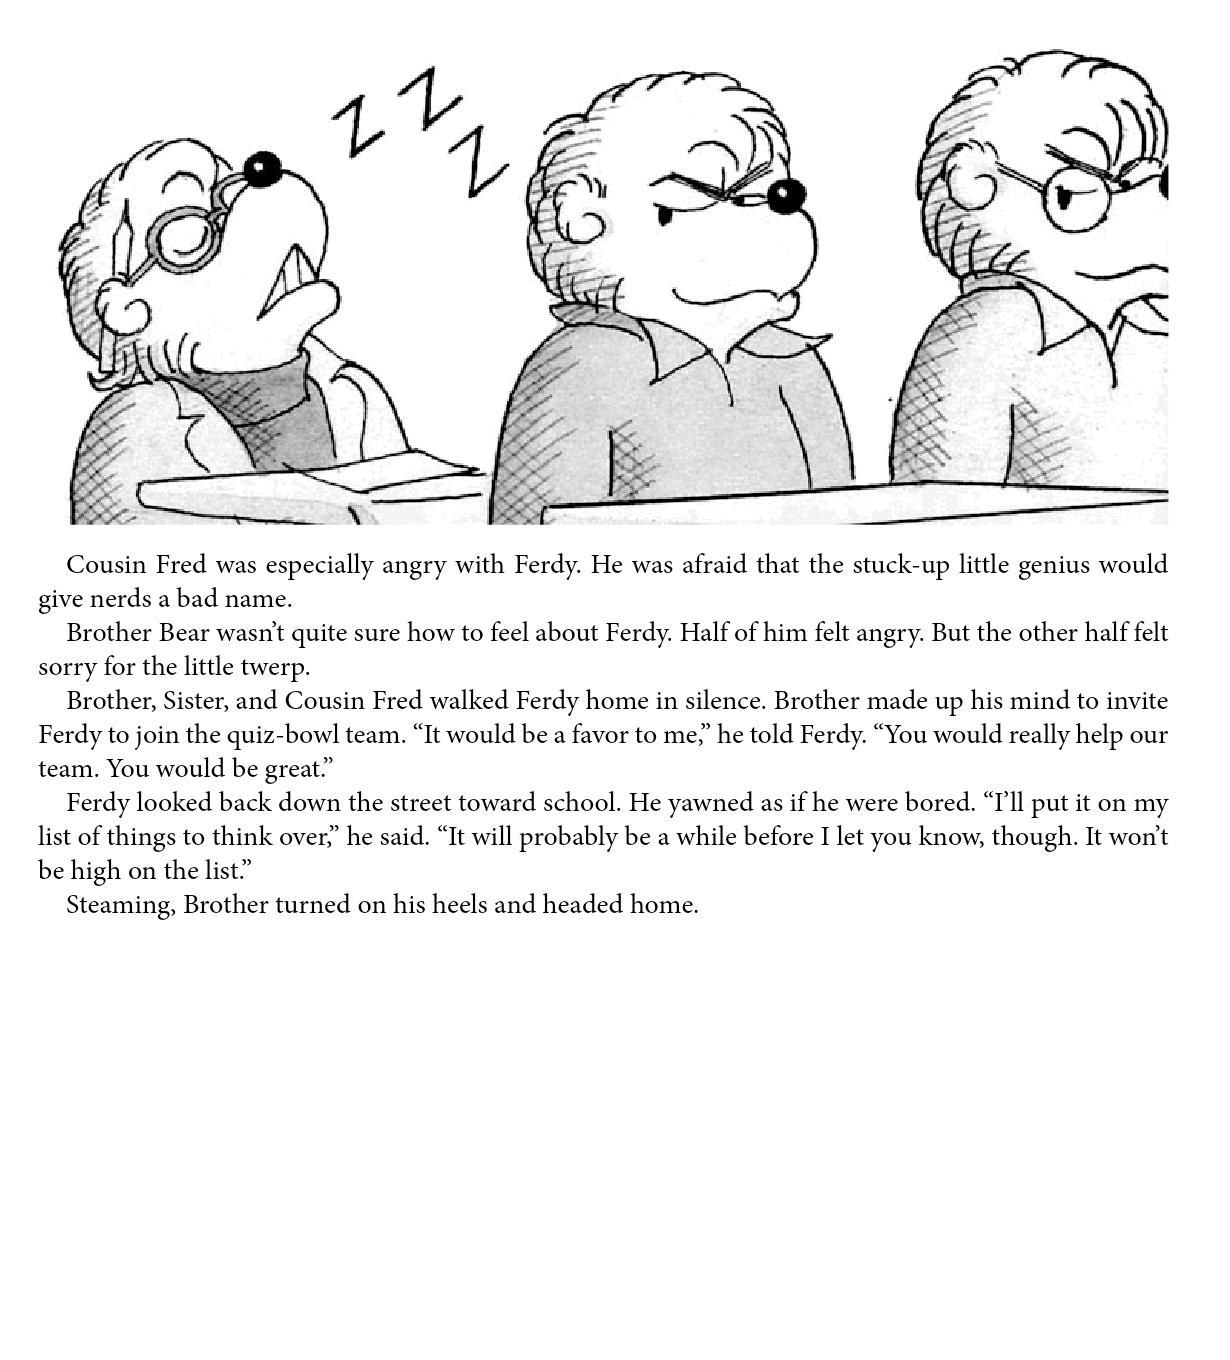 Z Z Z
Cousin Fred was especially angry with Ferdy. He was afraid that the stuck-up little genius would
give nerds a bad name.
Brother Bear wasn’t quite sure how to feel about Ferdy. Half of him felt angry. But the other half felt
sorry for the little twerp.
Brother, Sister, and Cousin Fred walked Ferdy home in silence. Brother made up his mind to invite
Ferdy to join the quiz-bowl team. “It would be a favor to me,” he told Ferdy. “You would really help our
team. You would be great.”
Ferdy looked back down the street toward school. He yawned as if he were bored. “I’ll put it on my
list of things to think over,” he said. “It will probably be a while before I let you know, though. It won’t
be high on the list.”
Steaming, Brother turned on his heels and headed home.